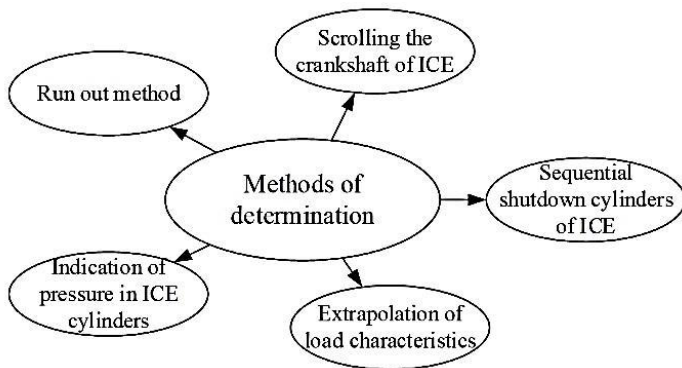 Scrolling the
crankshaft of ICE
Run out method
Methods of
determination
Sequential
shutdown cylinders
of ICE
Indication of
pressure in ICE
cylinders
Extrapolation of
load characteristics